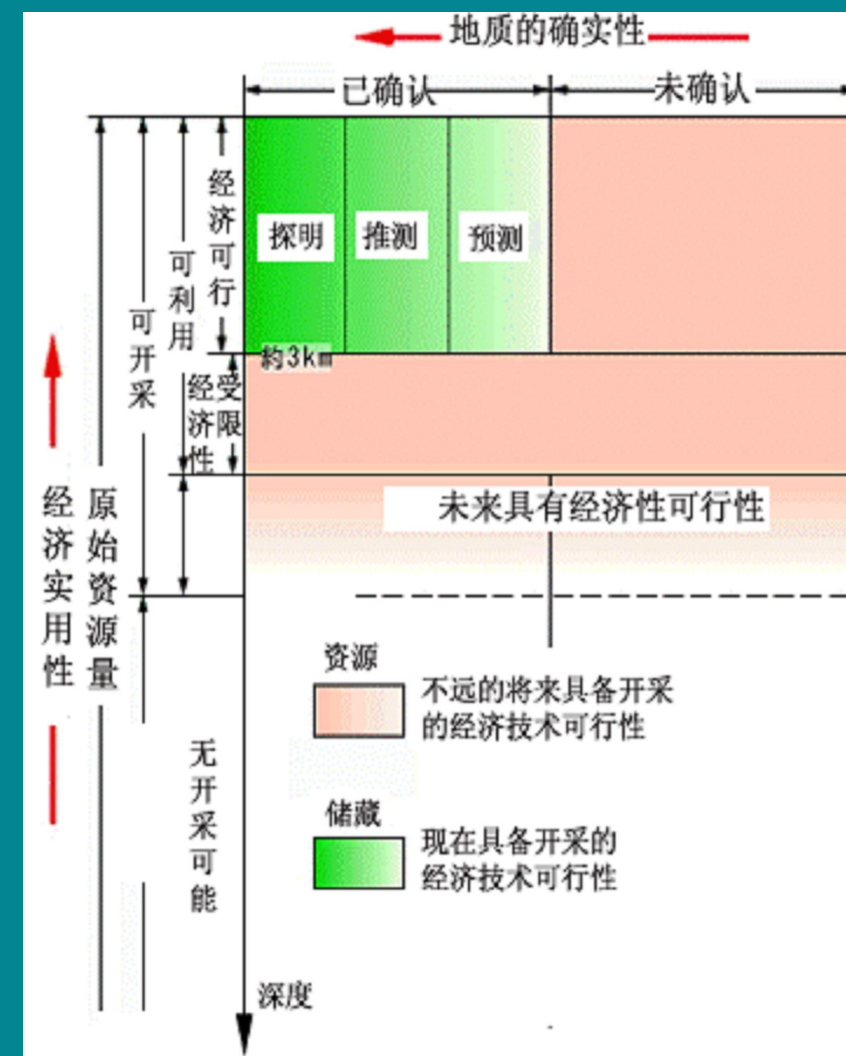 地质的确实性
已确认
未确认
经济可行
探明
推测
预测
可利用
可开采
約3km
受限
经济性
未来具有经济性可行性
原始资源量
经济实用性
资源
不远的将来具备开采
的经济技术可行性
无开采可能
储藏
现在具备开采的
经济技术可行性
深度